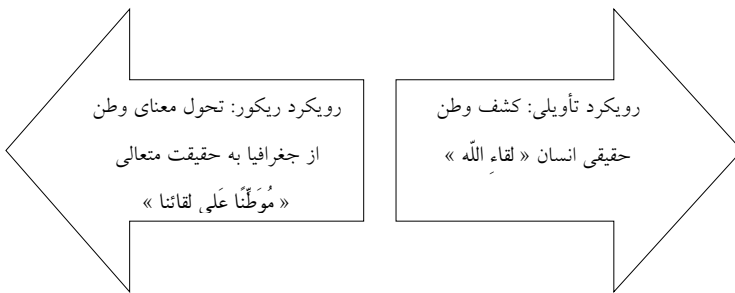 رویکرد تأویلی: کشف وطن
حقیقی انسان « لقاءِ اللّه »
رویکرد ریکور: تحول معنای وطن
از جغرافیا به حقیقت متعالی
« مُوَطِّنًا عَلی لقائنا »